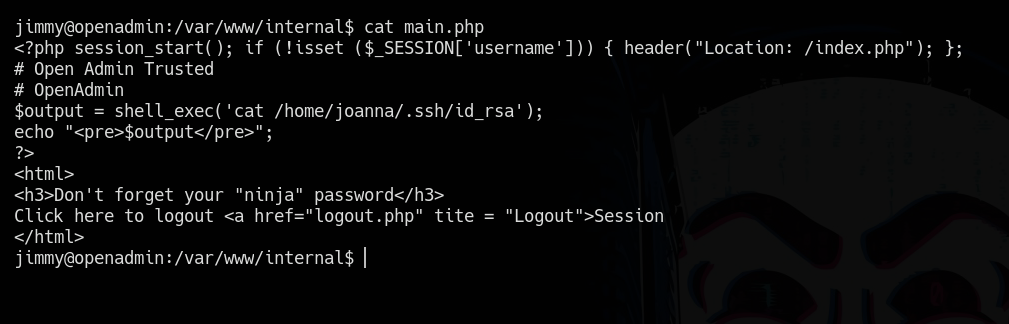 jimmy@openadmin:/var/www/internal$ cat main.php
<?php session_start(); if (!isset ($_SESSION['username'])) { header("Location: /index.php"); };
# Open Admin Trusted
# OpenAdmin
$output = shell_exec('cat /home/joanna/.ssh/id_rsa');
echo "<pre>$output</pre>";
?>
<html>
<h3>Don't forget your "ninja" password</h3>
Click here to logout <a href="logout.php" tite = "Logout">Session
</html>
jimmy@openadmin:/var/www/internal$